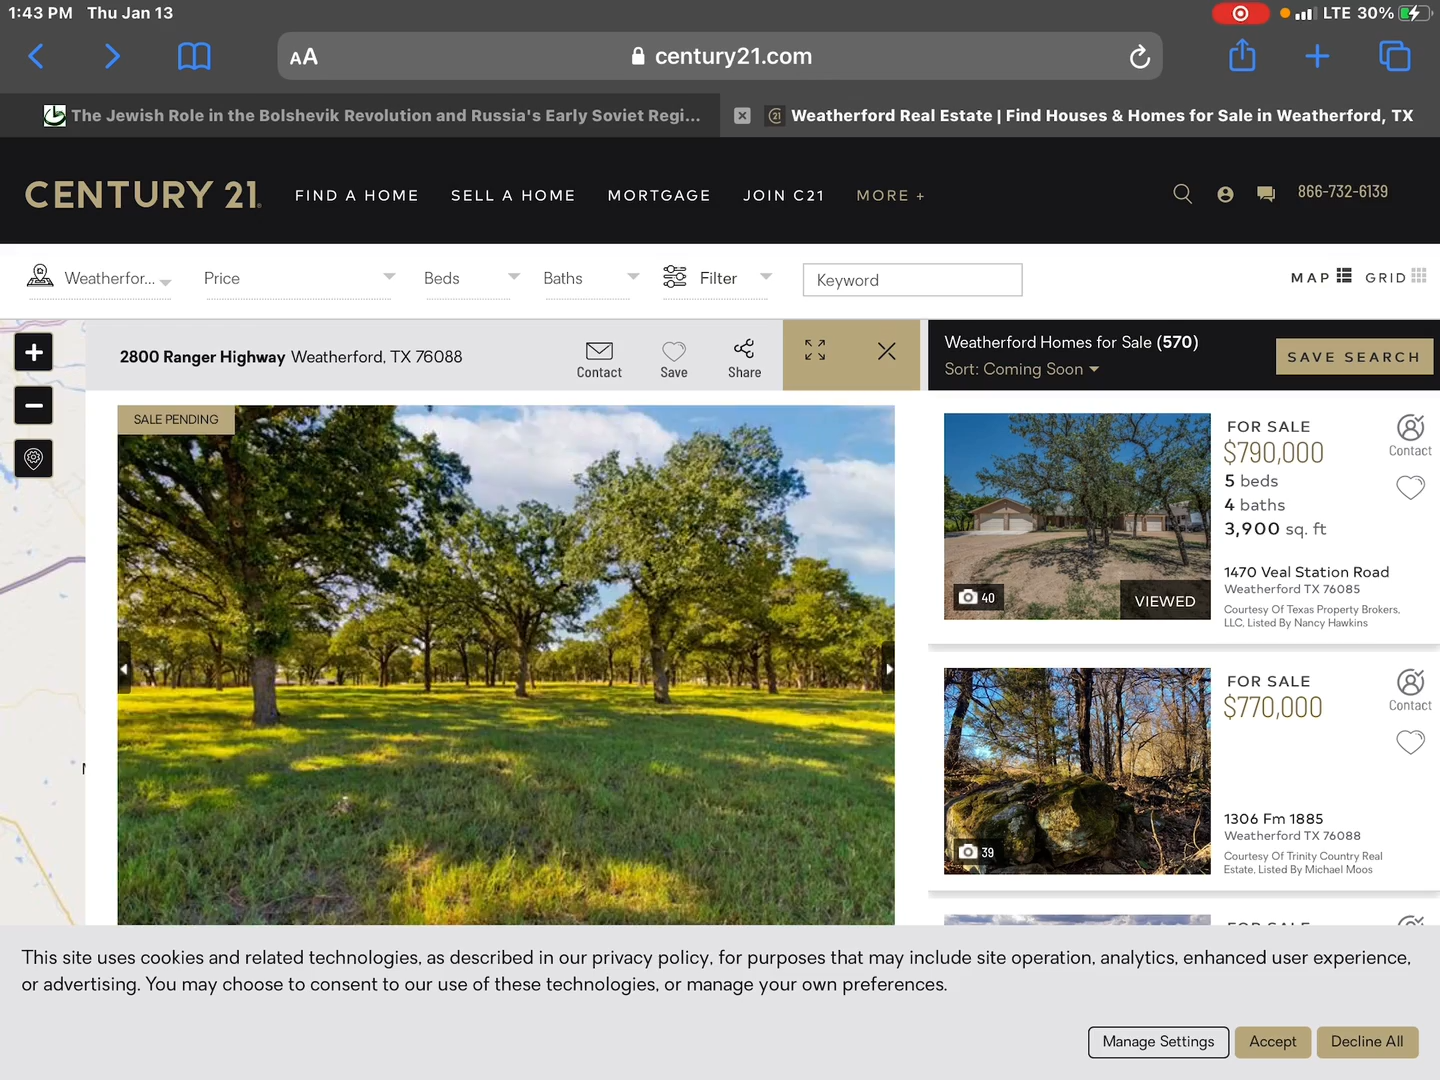 1:43 PM Thu Jan 13
LTE 30%
AA
century21.com
The Jewish Role in the Bolshevik Revolution and Russia's Early Soviet Regi...
Weatherford Real Estate | Find Houses & Homes for Sale in Weatherford, TX
CENTURY 21.
FIND A HOME
SELL A HOME
MORTGAGE
JOIN C21
MORE +
866-732-6139
Weatherfor...
Price
Beds
Baths
Filter
Keyword
MAP
GRID
2800 Ranger Highway Weatherford, TX 76088
Contact
Save
Share
Weatherford Homes for Sale (570)
Sort: Coming Soon
SAVE SEARCH
SALE PENDING
FOR SALE
$790,000
5 beds
4 baths
3,900 sq. ft
Contact
40
VIEWED
1470 Veal Station Road
Weatherford TX 76085
Courtesy Of Texas Property Brokers,
LLC, Listed By Nancy Hawkins
FOR SALE
$770,000
Contact
39
1306 Fm 1885
Weatherford TX 76088
Courtesy Of Trinity Country Real
Estate, Listed By Michael Moos
FOR SALE
This site uses cookies and related technologies, as described in our privacy policy, for purposes that may include site operation, analytics, enhanced user experience,
or advertising. You may choose to consent to our use of these technologies, or manage your own preferences.
Manage Settings
Accept
Decline All